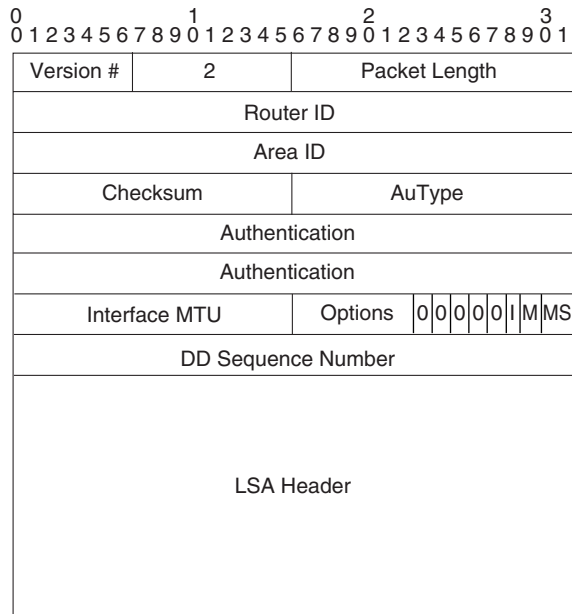 0 1 2 3
0 1 2 3 4 5 6 7 8 9 0 1 2 3 4 5 6 7 8 9 0 1 2 3 4 5 6 7 8 9 0 1
Version # 2 Packet Length
Router ID
Area ID
Checksum AuType
Authentication
Authentication
Interface MTU Options 0 0 0 0 0 I M MS
DD Sequence Number
LSA Header